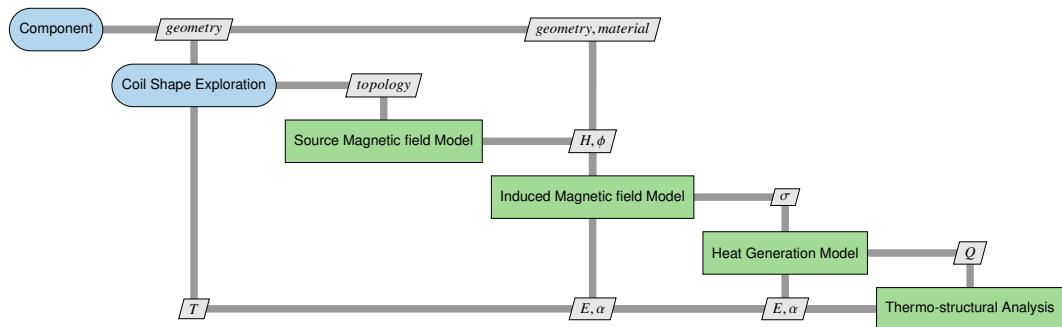 Component
geometry
geometry, material
Coil Shape Exploration
topology
Source Magnetic field Model
H, ϕ
Induced Magnetic field Model
σ
Heat Generation Model
Q
T
E, α
E, α
Thermo-structural Analysis